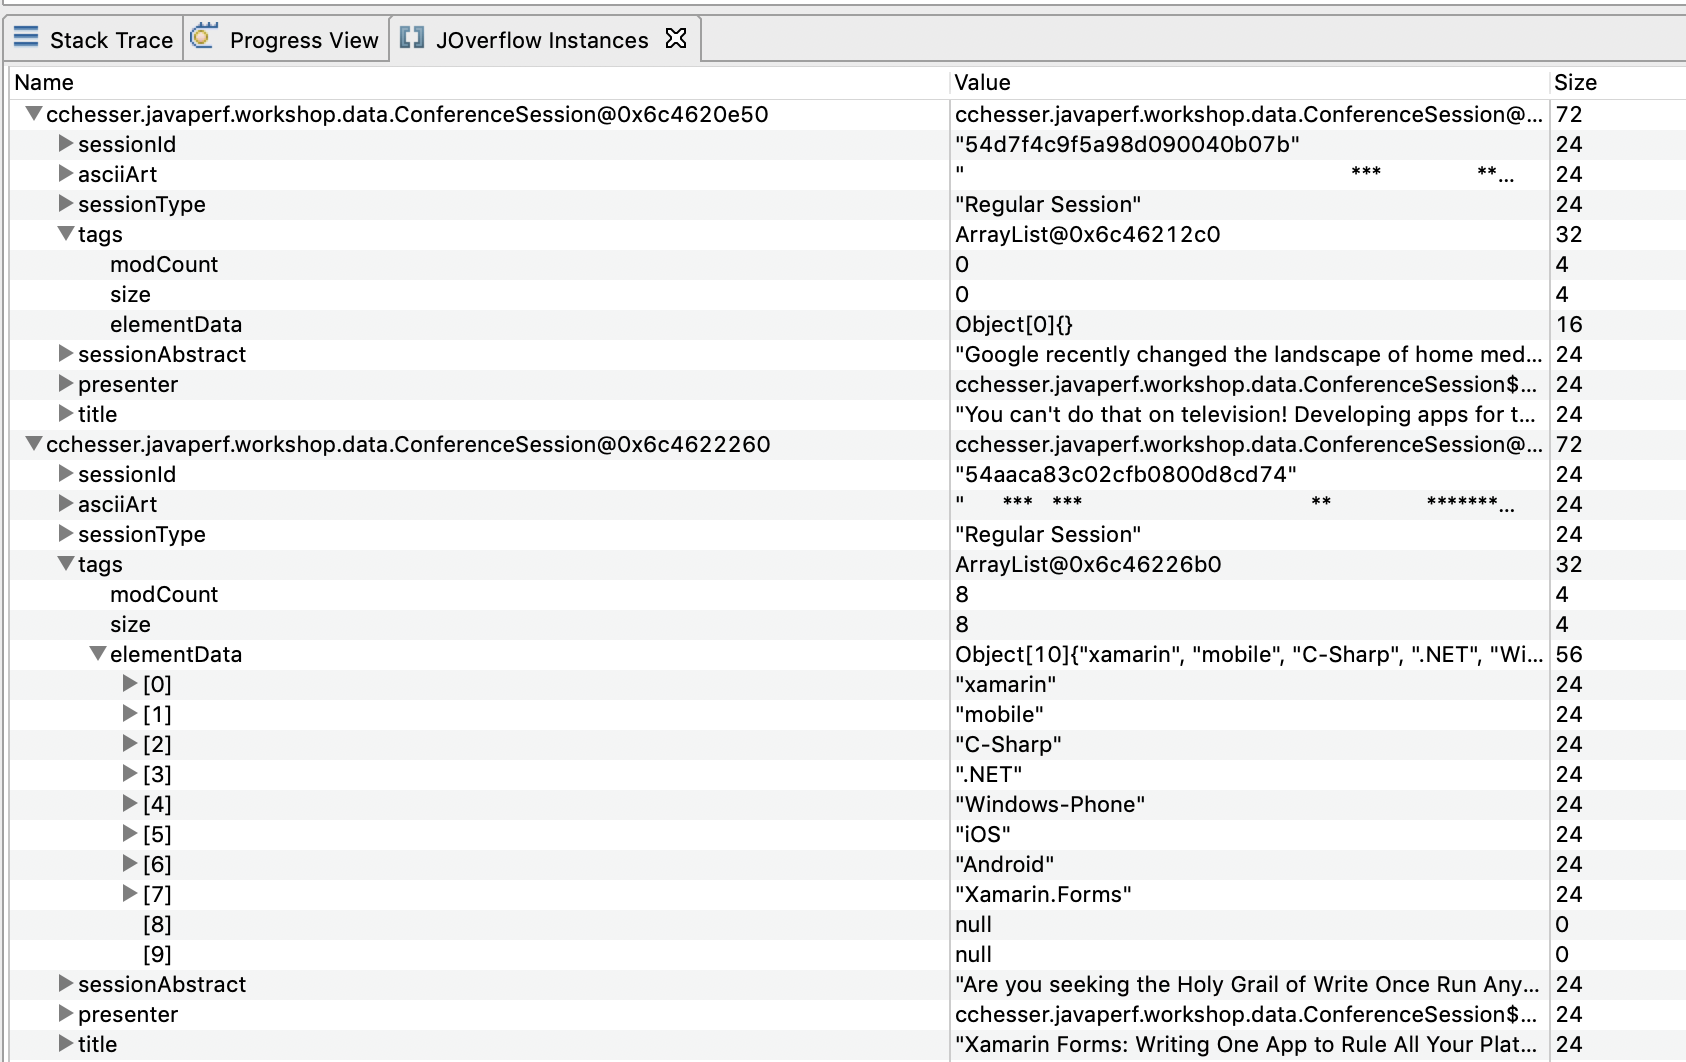 Stack Trace Progress View JOverflow Instances
Name Value Size
cchesser.javaperf.workshop.data.ConferenceSession@0x6c4620e50 cchesser.javaperf.workshop.data.ConferenceSession@... 72
sessionId "54d7f4c9f5a98d090040b07b" 24
asciiArt " *** **... 24
sessionType "Regular Session" 24
tags ArrayList@0x6c46212c0 32
modCount 0 4
size 0 4
elementData Object[0]{} 16
sessionAbstract "Google recently changed the landscape of home med... 24
presenter cchesser.javaperf.workshop.data.ConferenceSession$... 24
title "You can't do that on television! Developing apps for t... 24
cchesser.javaperf.workshop.data.ConferenceSession@0x6c4622260 cchesser.javaperf.workshop.data.ConferenceSession@... 72
sessionId "54aaca83c02cfb0800d8cd74" 24
asciiArt " *** *** ** *******... 24
sessionType "Regular Session" 24
tags ArrayList@0x6c46226b0 32
modCount 8 4
size 8 4
elementData Object[10]{"xamarin", "mobile", "C-Sharp", ".NET", "Wi... 56
[0] "xamarin" 24
[1] "mobile" 24
[2] "C-Sharp" 24
[3] ".NET" 24
[4] "Windows-Phone" 24
[5] "iOS" 24
[6] "Android" 24
[7] "Xamarin.Forms" 24
[8] null 0
[9] null 0
sessionAbstract "Are you seeking the Holy Grail of Write Once Run Any... 24
presenter cchesser.javaperf.workshop.data.ConferenceSession$... 24
title "Xamarin Forms: Writing One App to Rule All Your Plat... 24